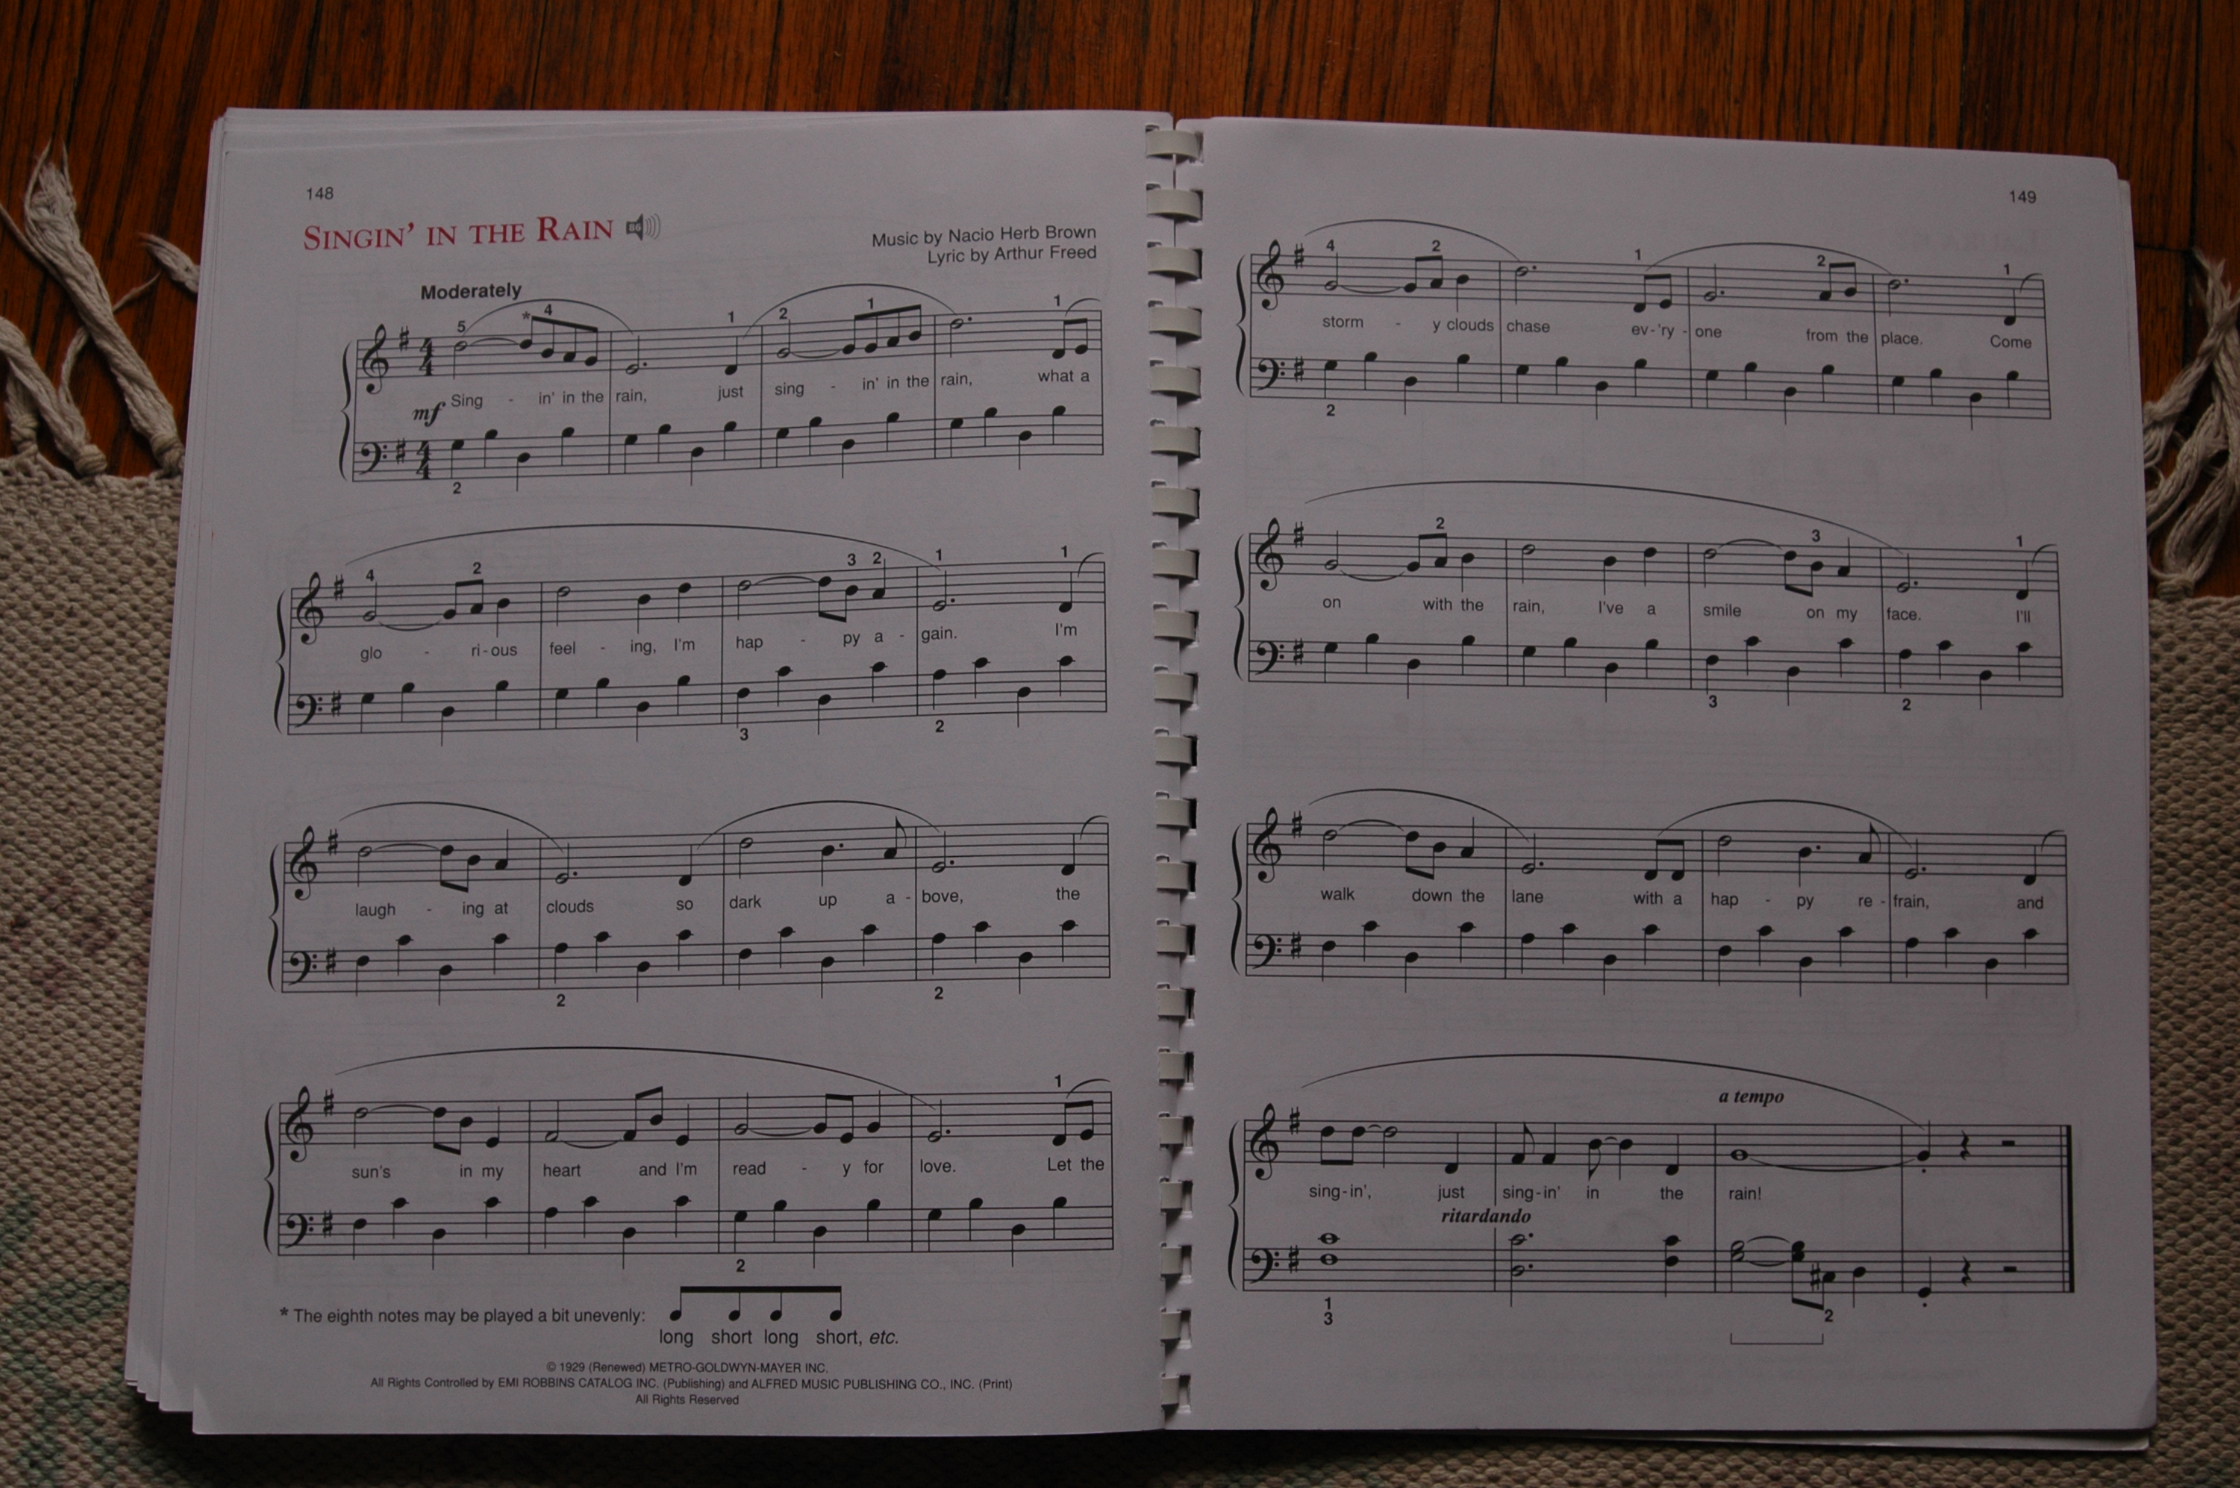 148
SINGIN' IN THE RAIN
Music by Nacio Herb Brown
Lyric by Arthur Freed
Moderately
5 * 4 1 2 1 1
mf Sing - in' in the rain, just sing - in' in the rain, what a
2
4 2 3 2 1 1
glo - ri - ous feel - ing, I'm hap - py a - gain. I'm
3 2
laugh - ing at clouds so dark up a - bove, the
2 2
1
sun's in my heart and I'm read - y for love. Let the
2
* The eighth notes may be played a bit unevenly:
long short long short, etc.
© 1929 (Renewed) METRO-GOLDWYN-MAYER INC.
All Rights Controlled by EMI ROBBINS CATALOG INC. (Publishing) and ALFRED MUSIC PUBLISHING CO., INC. (Print)
All Rights Reserved
149
4 2 1 2 1
storm - y clouds chase ev - 'ry - one from the place. Come
2
2 3 1
on with the rain, I've a smile on my face. I'll
3 2
walk down the lane with a hap - py re - frain, and
a tempo
sing - in', just sing - in' in the rain!
ritardando
1
3 2